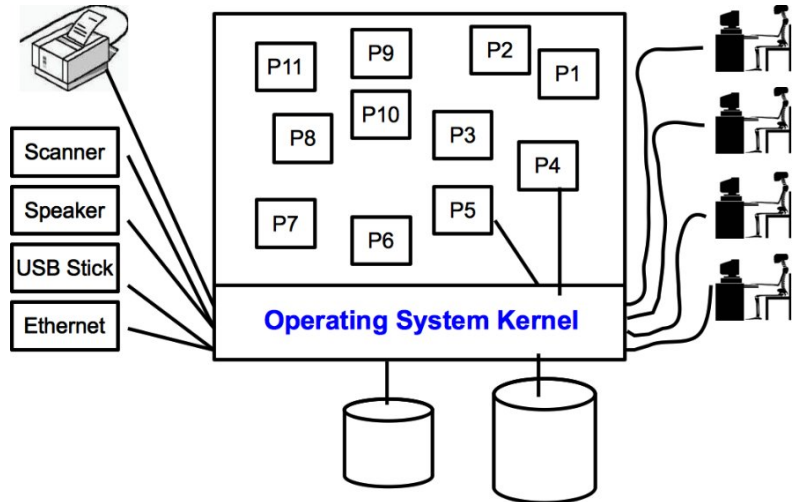 P11
P9
P2
P1
P10
P8
P3
P4
P7
P6
P5
Scanner
Speaker
USB Stick
Ethernet
Operating System Kernel